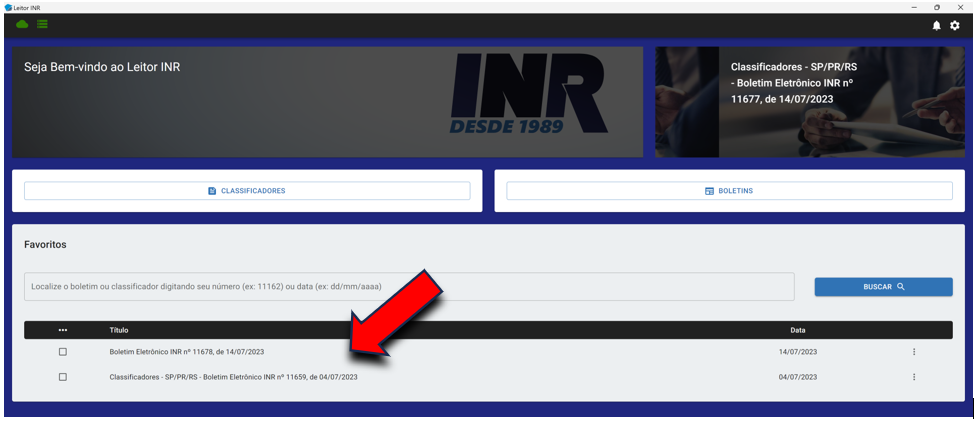 Leitor INR
Seja Bem-vindo ao Leitor INR
INR
DESDE 1989
Classificadores - SP/PR/RS
- Boletim Eletrônico INR nº
11677, de 14/07/2023
CLASSIFICADORES
BOLETINS
Favoritos
Localize o boletim ou classificador digitando seu número (ex: 11162) ou data (ex: dd/mm/aaaa)
BUSCAR
Título Data
Boletim Eletrônico INR nº 11678, de 14/07/2023 14/07/2023
Classificadores - SP/PR/RS - Boletim Eletrônico INR nº 11659, de 04/07/2023 04/07/2023